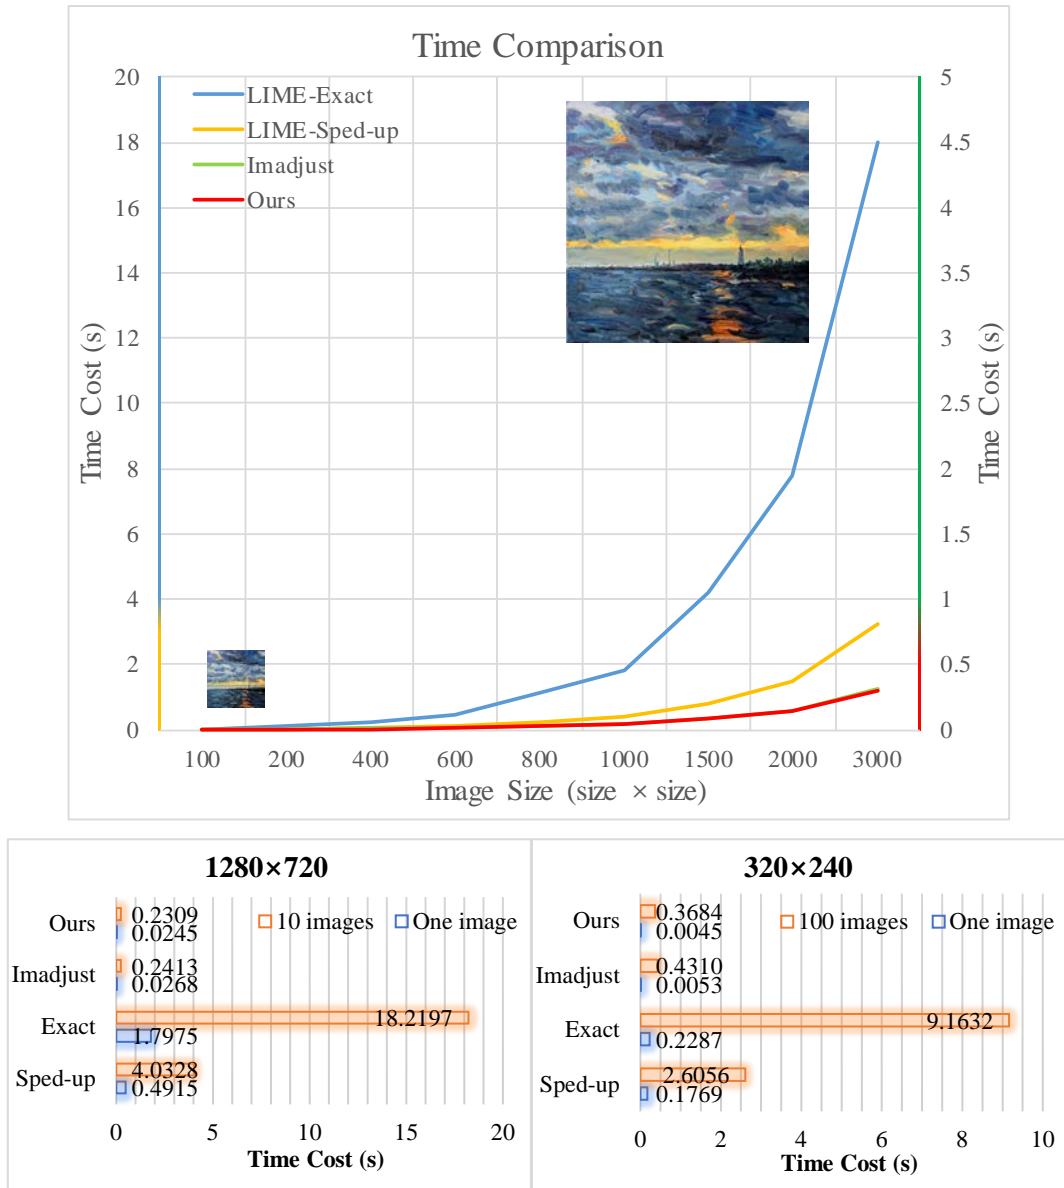 Time Comparison
20
18
16
14
12
10
8
6
4
2
0
Time Cost (s)
LIME-Exact
LIME-Sped-up
Imadjust
Ours
5
4.5
4
3.5
3
2.5
2
1.5
1
0.5
0
Time Cost (s)
100 200 400 600 800 1000 1500 2000 3000
Image Size (size × size)
1280×720
10 images One image
Ours 0.2309
0.0245
Imadjust 0.2413
0.0268
Exact 18.2197
1.7975
Sped-up 4.0328
0.4915
0 5 10 15 20
Time Cost (s)
320×240
100 images One image
Ours 0.3684
0.0045
Imadjust 0.4310
0.0053
Exact 9.1632
0.2287
Sped-up 2.6056
0.1769
0 2 4 6 8 10
Time Cost (s)